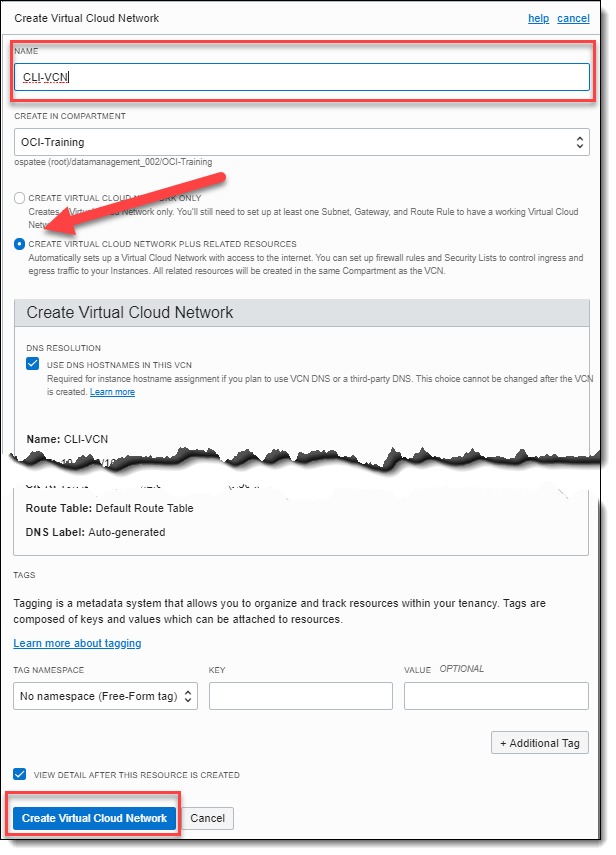 Create Virtual Cloud Network help cancel
NAME
CLI-VCN
CREATE IN COMPARTMENT
OCI-Training
ospatee (root)/datamanagement_002/OCI-Training
CREATE VIRTUAL CLOUD NETWORK ONLY
Creates a Virtual Cloud Network only. You'll still need to set up at least one Subnet, Gateway, and Route Rule to have a working Virtual Cloud
CREATE VIRTUAL CLOUD NETWORK PLUS RELATED RESOURCES
Automatically sets up a Virtual Cloud Network with access to the internet. You can set up firewall rules and Security Lists to control ingress and
egress traffic to your Instances. All related resources will be created in the same Compartment as the VCN.
Create Virtual Cloud Network
DNS RESOLUTION
USE DNS HOSTNAMES IN THIS VCN
Required for instance hostname assignment if you plan to use VCN DNS or a third-party DNS. This choice cannot be changed after the VCN
is created. Learn more
Name: CLI-VCN
Route Table: Default Route Table
DNS Label: Auto-generated
TAGS
Tagging is a metadata system that allows you to organize and track resources within your tenancy. Tags are
composed of keys and values which can be attached to resources.
Learn more about tagging
TAG NAMESPACE KEY VALUE OPTIONAL
No namespace (Free-Form tag)
+ Additional Tag
VIEW DETAIL AFTER THIS RESOURCE IS CREATED
Create Virtual Cloud Network Cancel